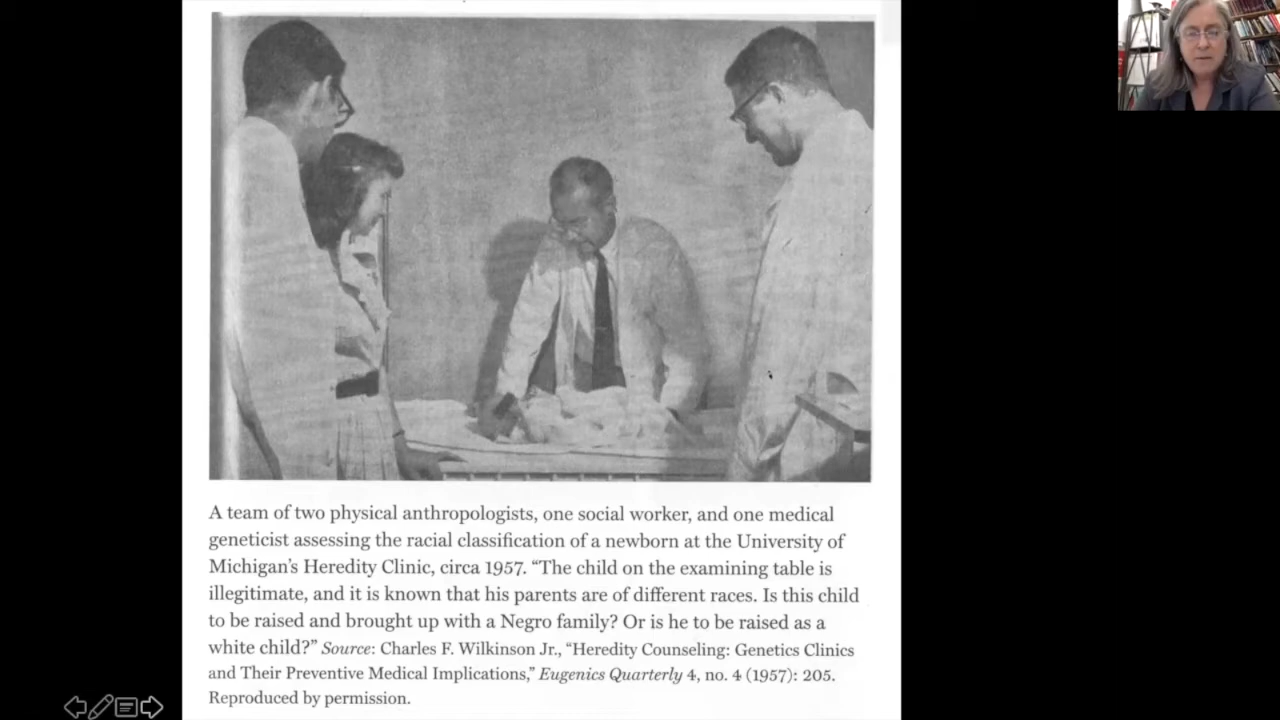 A team of two physical anthropologists, one social worker, and one medical
geneticist assessing the racial classification of a newborn at the University of
Michigan's Heredity Clinic, circa 1957. “The child on the examining table is
illegitimate, and it is known that his parents are of different races. Is this child
to be raised and brought up with a Negro family? Or is he to be raised as a
white child?” Source: Charles F. Wilkinson Jr., “Heredity Counseling: Genetics Clinics
and Their Preventive Medical Implications,” Eugenics Quarterly 4, no. 4 (1957): 205.
Reproduced by permission.